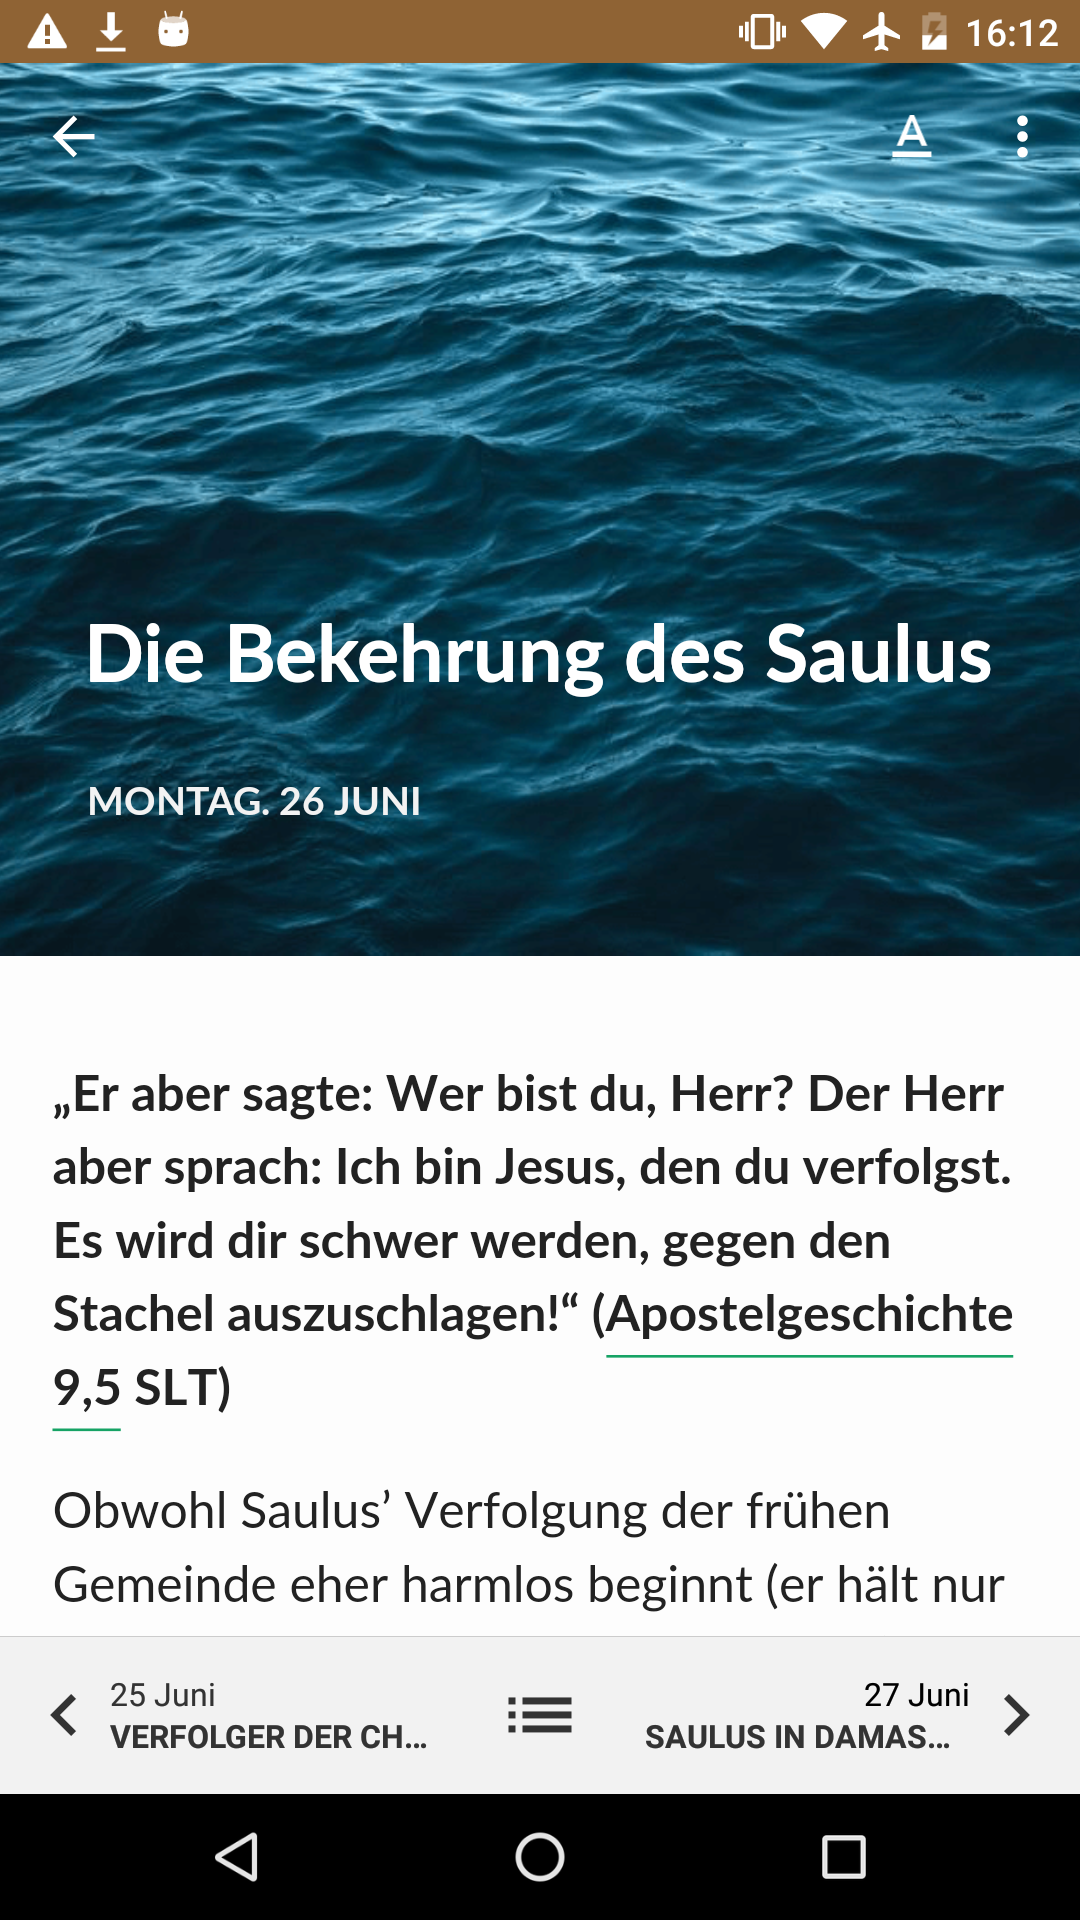 16:12
A
Die Bekehrung des Saulus
MONTAG. 26 JUNI
„Er aber sagte: Wer bist du, Herr? Der Herr
aber sprach: Ich bin Jesus, den du verfolgst.
Es wird dir schwer werden, gegen den
Stachel auszuschlagen!“ (Apostelgeschichte
9,5 SLT)
Obwohl Saulus’ Verfolgung der frühen
Gemeinde eher harmlos beginnt (er hält nur
25 Juni
VERFOLGER DER CH...
27 Juni
SAULUS IN DAMAS...